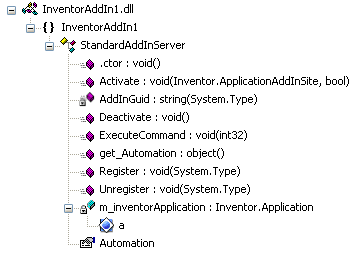 InventorAddIn1.dll
{} InventorAddIn1
StandardAddInServer
.ctor : void()
Activate : void(Inventor.ApplicationAddInSite, bool)
AddInGuid : string(System.Type)
Deactivate : void()
ExecuteCommand : void(int32)
get_Automation : object()
Register : void(System.Type)
Unregister : void(System.Type)
m_inventorApplication : Inventor.Application
a
Automation